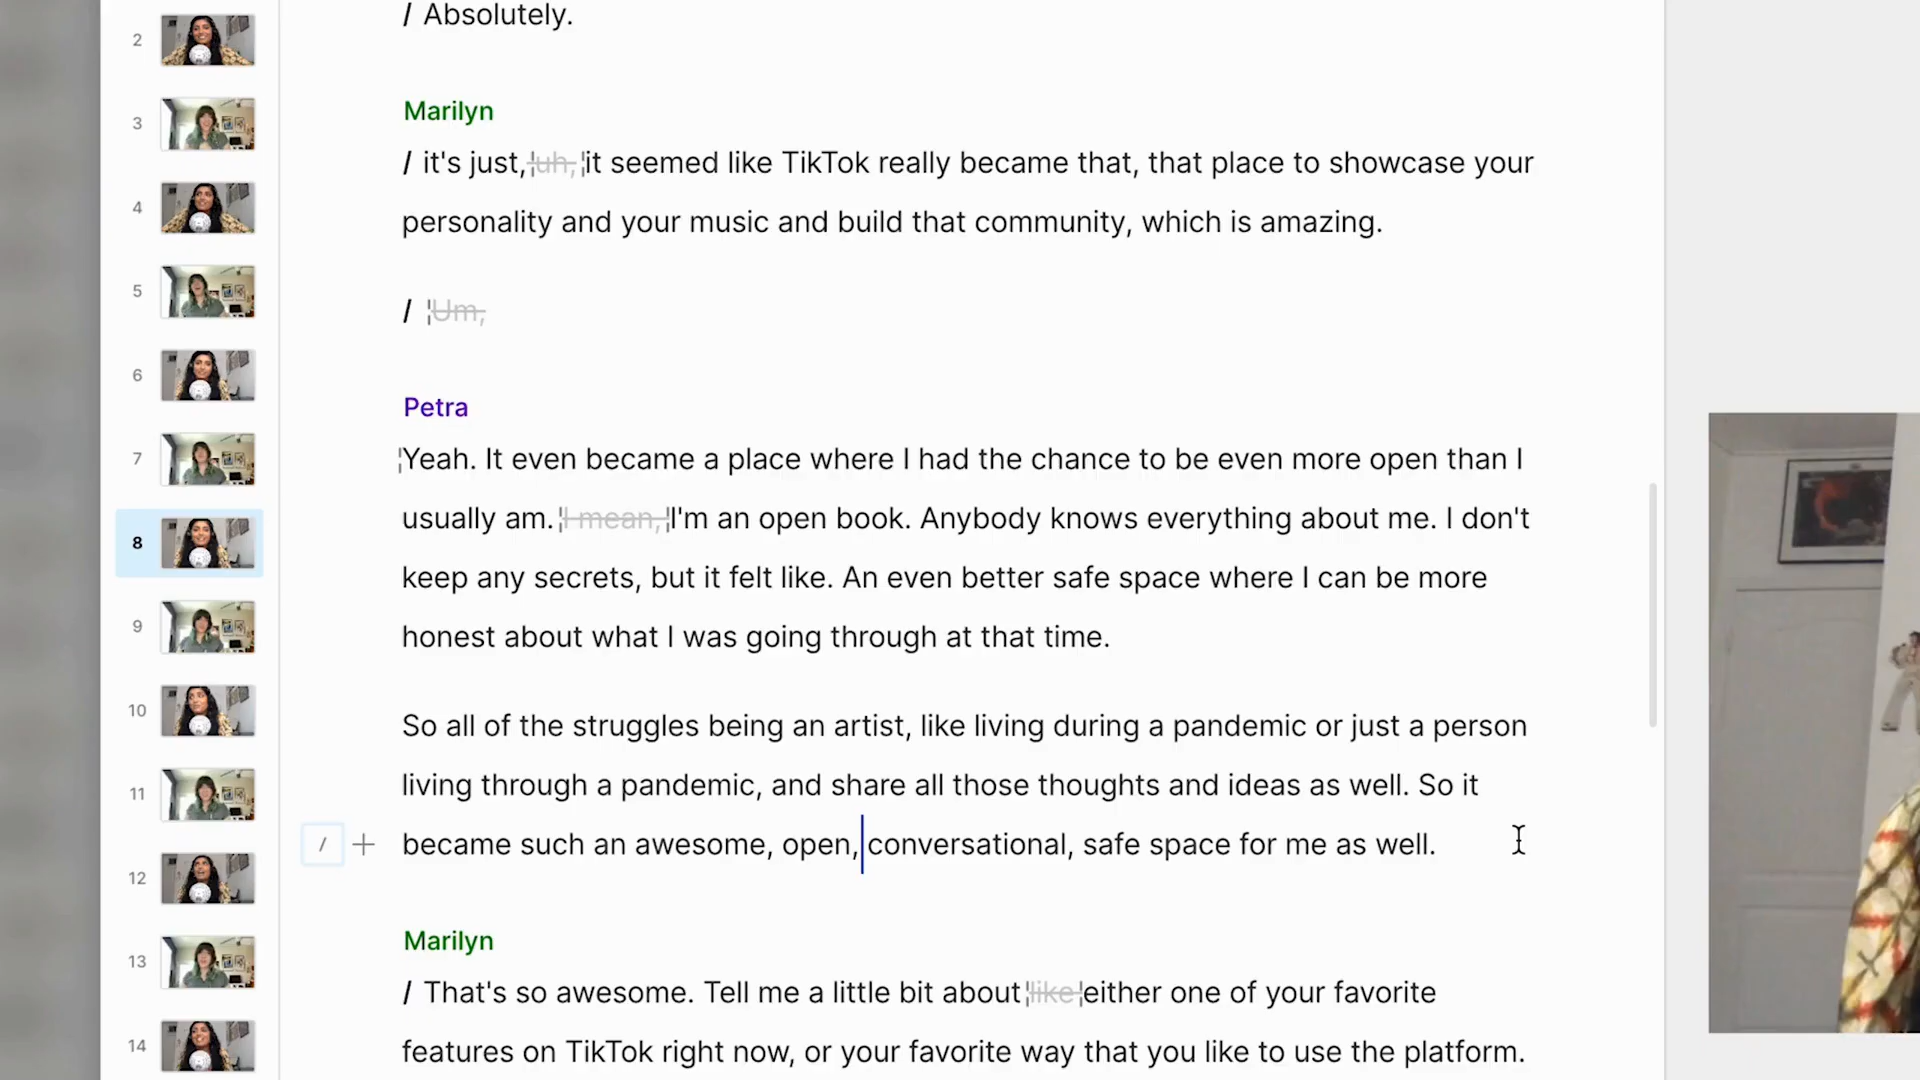 / Absolutely.
2
Marilyn
3
/ it's just, uh, it seemed like TikTok really became that, that place to showcase your
4
personality and your music and build that community, which is amazing.
5
/ Um,
6
Petra
7
Yeah. It even became a place where I had the chance to be even more open than I
8
usually am. I mean, I'm an open book. Anybody knows everything about me. I don't
keep any secrets, but it felt like. An even better safe space where I can be more
9
honest about what I was going through at that time.
10
So all of the struggles being an artist, like living during a pandemic or just a person
11
living through a pandemic, and share all those thoughts and ideas as well. So it
/ + became such an awesome, open, conversational, safe space for me as well.
12
Marilyn
13
/ That's so awesome. Tell me a little bit about like either one of your favorite
14
features on TikTok right now, or your favorite way that you like to use the platform.